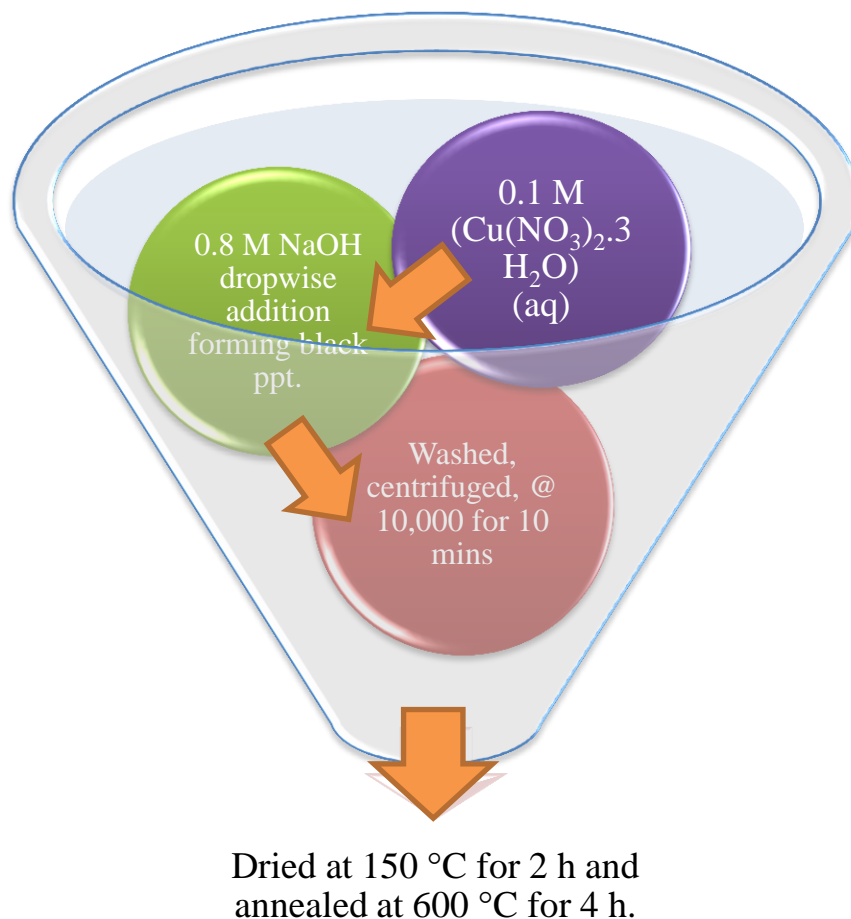 0.1 M
(Cu(NO₃)₂.3
H₂O)
(aq)
0.8 M NaOH
dropwise
addition
forming black
ppt.
Washed,
centrifuged, @
10,000 for 10
mins
Dried at 150 °C for 2 h and
annealed at 600 °C for 4 h.